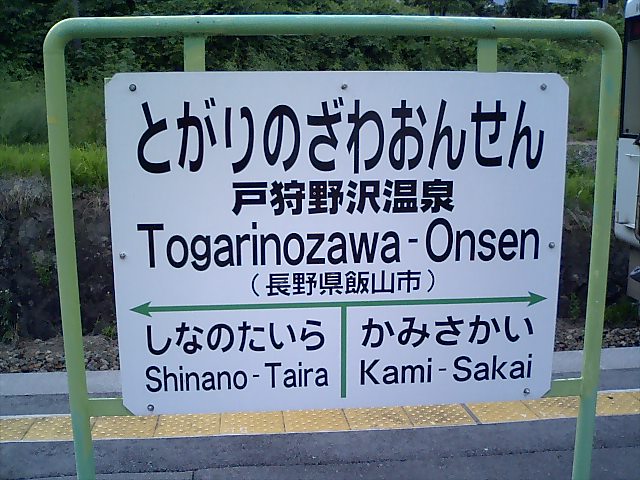 とがりのざわおんせん
戸狩野沢温泉
Togarinozawa-Onsen
(長野県飯山市)
しなのたいら かみさかい
Shinano-Taira Kami-Sakai